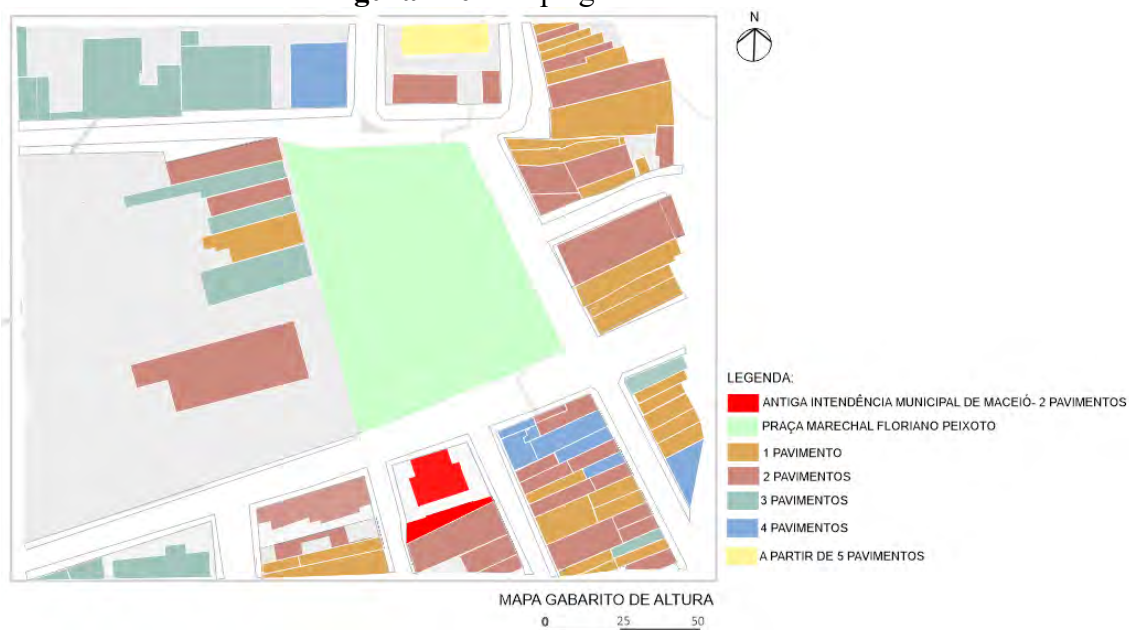 N
LEGENDA:
ANTIGA INTENDÊNCIA MUNICIPAL DE MACEIÓ- 2 PAVIMENTOS
PRAÇA MARECHAL FLORIANO PEIXOTO
1 PAVIMENTO
2 PAVIMENTOS
3 PAVIMENTOS
4 PAVIMENTOS
A PARTIR DE 5 PAVIMENTOS
MAPA GABARITO DE ALTURA
0 25 50